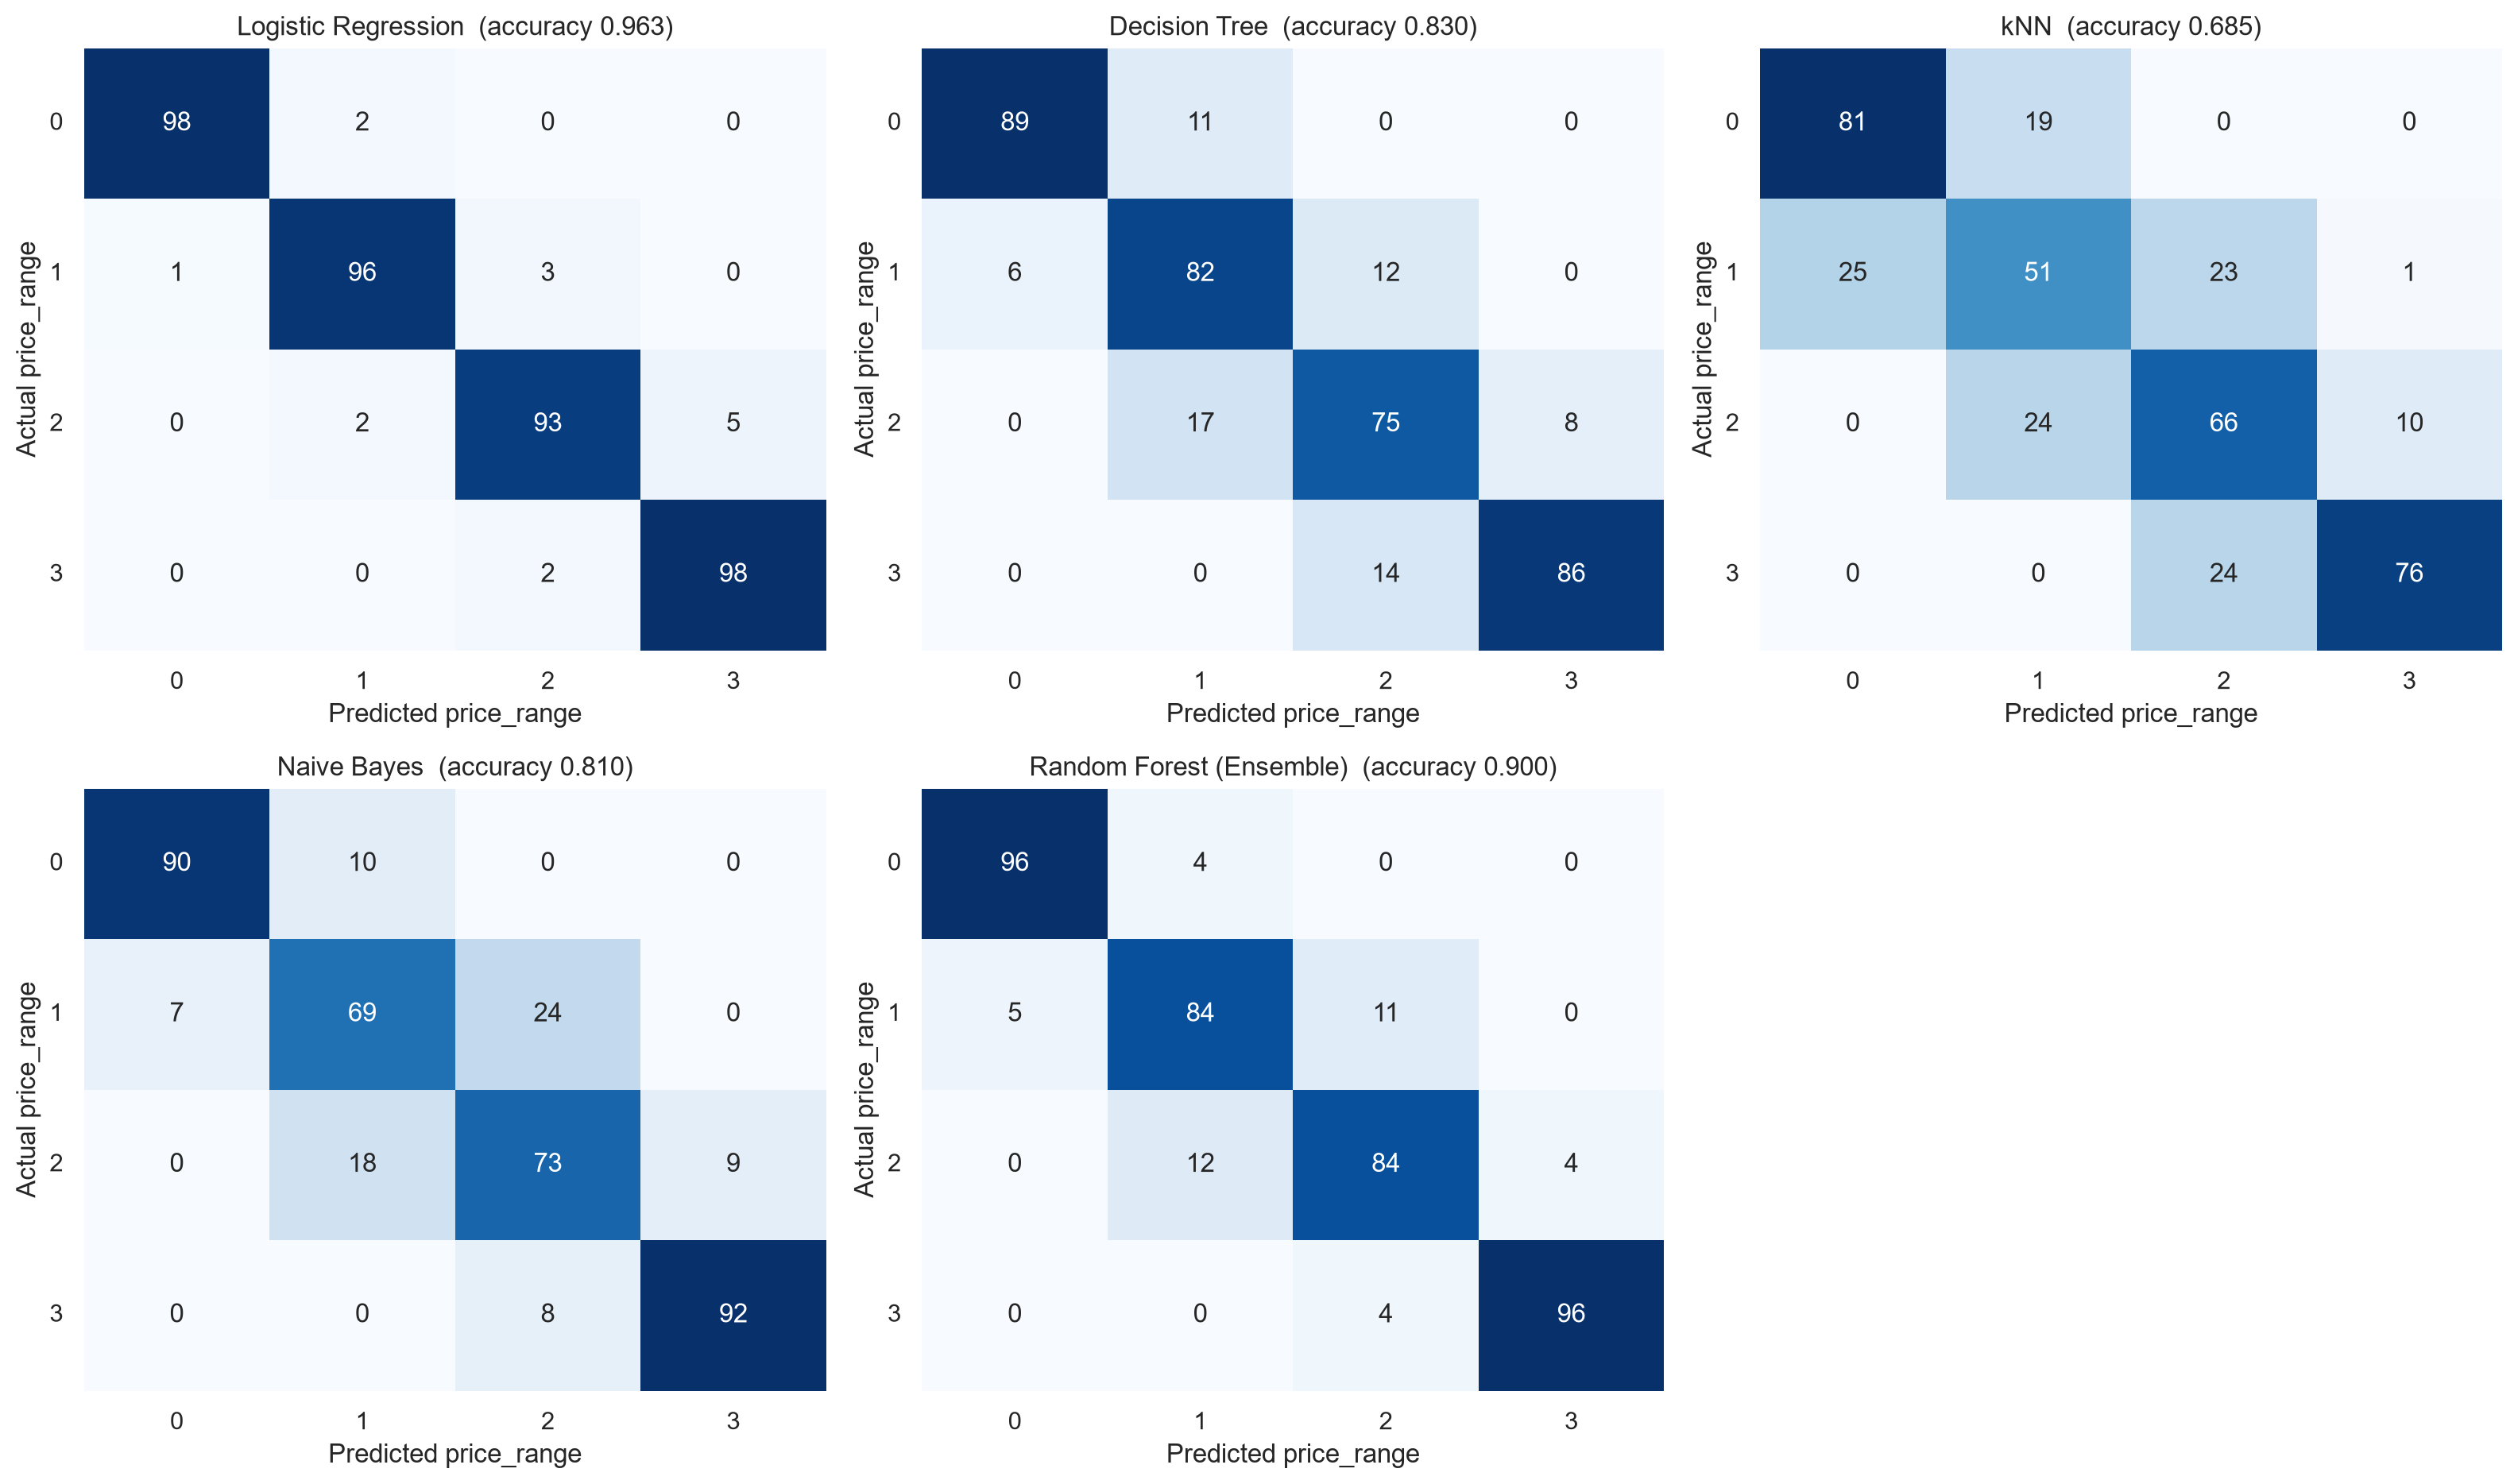 Logistic Regression  (accuracy 0.963)
Actual price_range
0 98 2 0 0
1 1 96 3 0
2 0 2 93 5
3 0 0 2 98
0 1 2 3
Predicted price_range
Decision Tree  (accuracy 0.830)
Actual price_range
0 89 11 0 0
1 6 82 12 0
2 0 17 75 8
3 0 0 14 86
0 1 2 3
Predicted price_range
kNN  (accuracy 0.685)
Actual price_range
0 81 19 0 0
1 25 51 23 1
2 0 24 66 10
3 0 0 24 76
0 1 2 3
Predicted price_range
Naive Bayes  (accuracy 0.810)
Actual price_range
0 90 10 0 0
1 7 69 24 0
2 0 18 73 9
3 0 0 8 92
0 1 2 3
Predicted price_range
Random Forest (Ensemble)  (accuracy 0.900)
Actual price_range
0 96 4 0 0
1 5 84 11 0
2 0 12 84 4
3 0 0 4 96
0 1 2 3
Predicted price_range